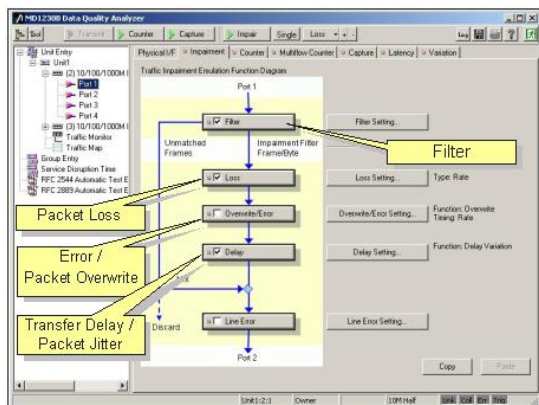 MD1230B Data Quality Analyzer
Tool
Transmit
Counter
Capture
Impair
Single
Loss
Log
Unit Entry
Unit1
(2) 10/100/1000M
Port 1
Port 2
Port 3
Port 4
(3) 10/100/1000M
Traffic Monitor
Traffic Map
Group Entry
Service Disruption Time
RFC 2544 Automatic Test E
RFC 2889 Automatic Test E
Physical I/F
Impairment
Counter
Multiflow Counter
Capture
Latency
Variation
Traffic Impairment Emulation Function Diagram
Port 1
Filter
Filter Setting...
Unmatched Frames
Impairment Filter Frame/Byte
Filter
Loss
Loss Setting...
Type: Rate
Packet Loss
Overwrite/Error
Overwrite/Error Setting...
Function: Overwrite
Timing: Rate
Error /
Packet Overwrite
Delay
Delay Setting...
Function: Delay Variation
Transfer Delay /
Packet Jitter
Discard
Line Error
Line Error Setting...
Port 2
Copy
Paste
Unit1:2:1
Owner
10M Half
Link
Coll
Err
Trig